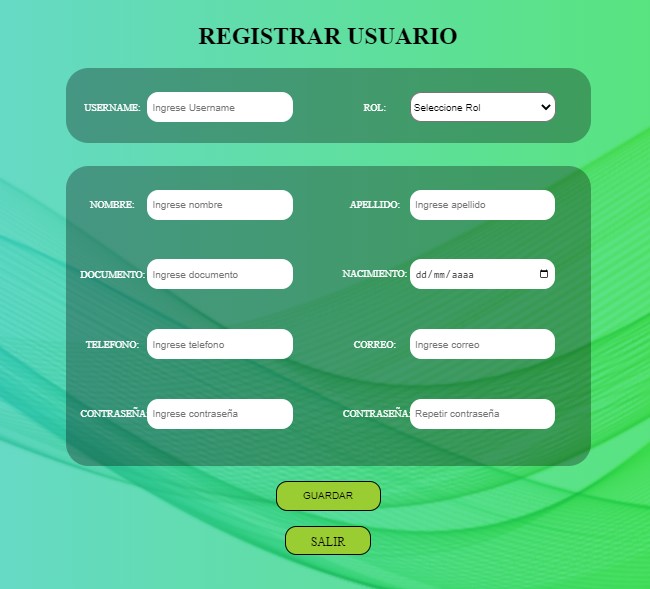 REGISTRAR USUARIO
USERNAME: Ingrese Username ROL: Seleccione Rol
NOMBRE: Ingrese nombre APELLIDO: Ingrese apellido
DOCUMENTO: Ingrese documento NACIMIENTO: dd/mm/aaaa
TELEFONO: Ingrese telefono CORREO: Ingrese correo
CONTRASEÑA Ingrese contraseña CONTRASEÑA Repetir contraseña
GUARDAR
SALIR